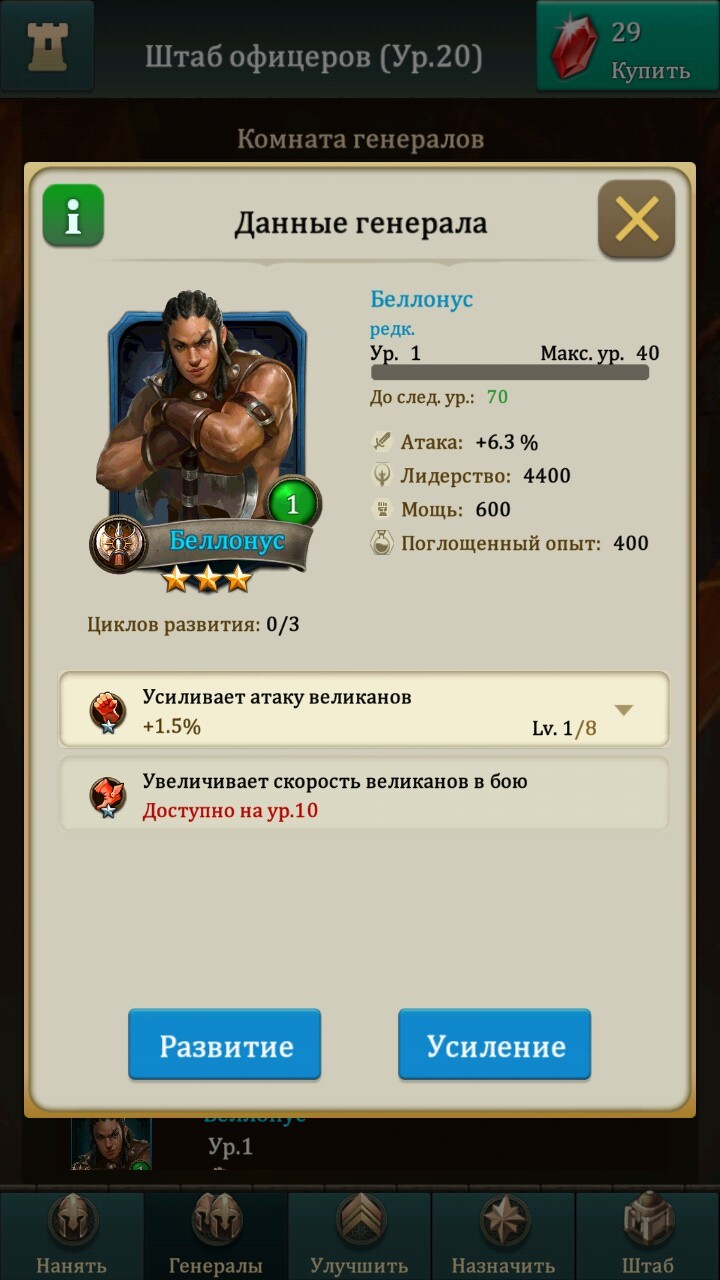 Штаб офицеров (Ур.20)
29
Купить
Комната генералов
Данные генерала
Беллонус
редк.
Ур. 1 Макс. ур. 40
До след. ур.: 70
Атака: +6.3 %
Лидерство: 4400
Мощь: 600
Поглощенный опыт: 400
1
Беллонус
Циклов развития: 0/3
Усиливает атаку великанов
+1.5% Lv. 1/8
Увеличивает скорость великанов в бою
Доступно на ур.10
Развитие Усиление
Беллонус
Ур.1
Нанять Генералы Улучшить Назначить Штаб